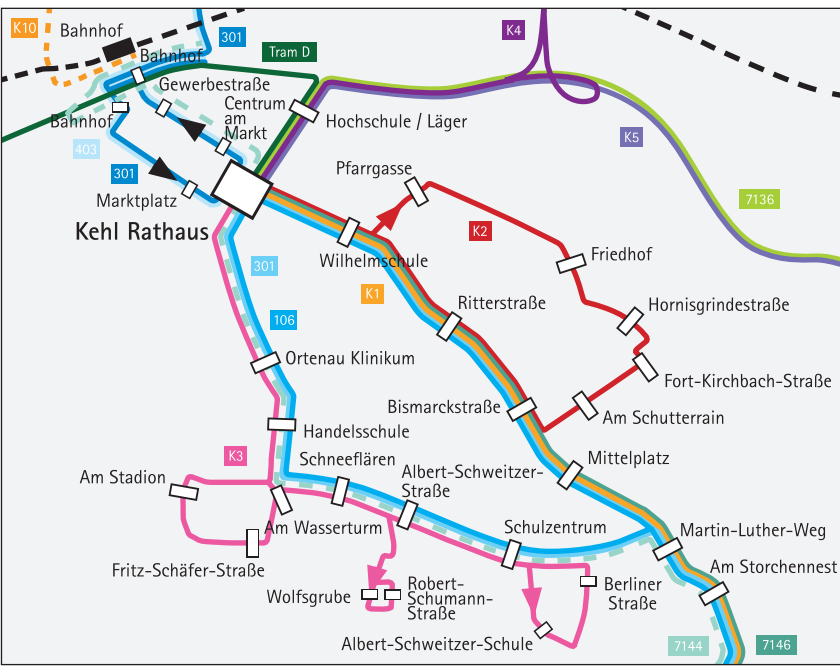 K10
Bahnhof
301
K4
Bahnhof
Tram D
Gewerbestraße
Centrum
am
Markt
Bahnhof
Hochschule / Läger
K5
403
301
Pfarrgasse
Marktplatz
7136
Kehl Rathaus
K2
Friedhof
Wilhelmschule
301
K1
Ritterstraße
Hornisgrindestraße
106
Ortenau Klinikum
Fort-Kirchbach-Straße
Bismarckstraße
Am Schutterrain
Handelsschule
K3
Schneeflären
Mittelplatz
Am Stadion
Albert-Schweitzer-
Straße
Am Wasserturm
Schulzentrum
Martin-Luther-Weg
Fritz-Schäfer-Straße
Am Storchennest
Wolfsgrube
Robert-
Schumann-
Straße
Berliner
Straße
Albert-Schweitzer-Schule
7144
7146